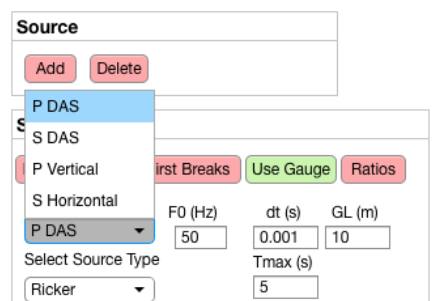 Source
Add Delete
P DAS
S DAS
P Vertical
S Horizontal
irst Breaks Use Gauge Ratios
F0 (Hz) dt (s) GL (m)
P DAS 50 0.001 10
Select Source Type Tmax (s)
Ricker 5